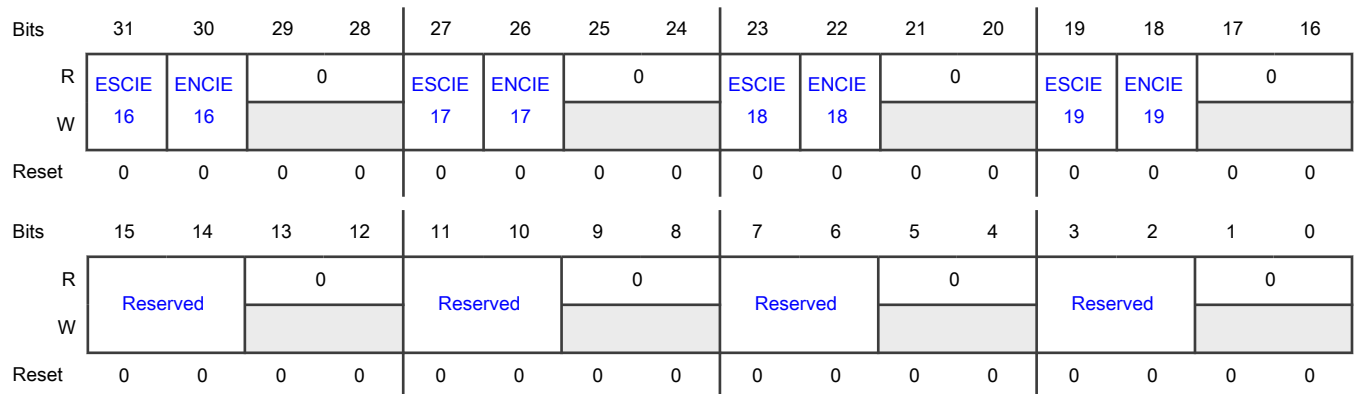 Bits 31 30 29 28 27 26 25 24 23 22 21 20 19 18 17 16
R ESCIE ENCIE 0 ESCIE ENCIE 0 ESCIE ENCIE 0 ESCIE ENCIE 0
16 16 17 17 18 18 19 19
W
Reset 0 0 0 0 0 0 0 0 0 0 0 0 0 0 0 0
Bits 15 14 13 12 11 10 9 8 7 6 5 4 3 2 1 0
R 0 0 0 0
Reserved Reserved Reserved Reserved
W
Reset 0 0 0 0 0 0 0 0 0 0 0 0 0 0 0 0